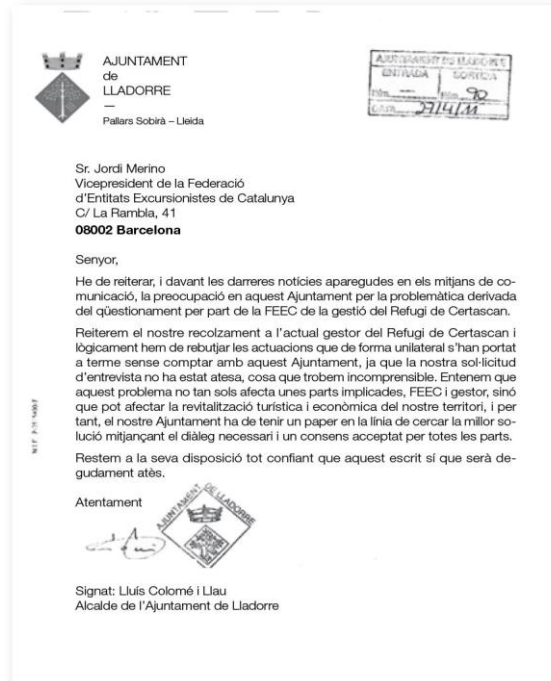 AJUNTAMENT
de
LLADORRE
—
Pallars Sobirà – Lleida
AJUNTAMENT DE LLADORRE
ENTRADA SORTIDA
Núm. — Núm. 90
DATA 27/4/11
Sr. Jordi Merino
Vicepresident de la Federació
d'Entitats Excursionistes de Catalunya
C/ La Rambla, 41
08002 Barcelona
Senyor,
He de reiterar, i davant les darreres notícies aparegudes en els mitjans de co-
municació, la preocupació en aquest Ajuntament per la problemàtica derivada
del qüestionament per part de la FEEC de la gestió del Refugi de Certascan.
Reiterem el nostre recolzament a l'actual gestor del Refugi de Certascan i
lògicament hem de rebutjar les actuacions que de forma unilateral s'han portat
a terme sense comptar amb aquest Ajuntament, ja que la nostra sol·licitud
d'entrevista no ha estat atesa, cosa que trobem incomprensible. Entenem que
aquest problema no tan sols afecta unes parts implicades, FEEC i gestor, sinó
que pot afectar la revitalització turística i econòmica del nostre territori, i per
tant, el nostre Ajuntament ha de tenir un paper en la línia de cercar la millor so-
lució mitjançant el diàleg necessari i un consens acceptat per totes les parts.
Restem a la seva disposició tot confiant que aquest escrit sí que serà de-
gudament atès.
Atentament
AJUNTAMENT DE LLADORRE
Signat: Lluís Colomé i Llau
Alcalde de l'Ajuntament de Lladorre